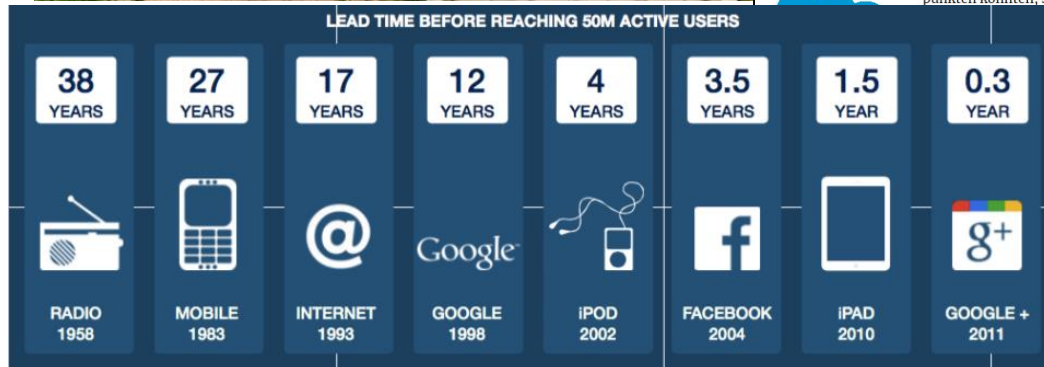 LEAD TIME BEFORE REACHING 50M ACTIVE USERS
38
YEARS
27
YEARS
17
YEARS
12
YEARS
4
YEARS
3.5
YEARS
1.5
YEAR
0.3
YEAR
@
Google
f
g+
RADIO
1958
MOBILE
1983
INTERNET
1993
GOOGLE
1998
iPOD
2002
FACEBOOK
2004
iPAD
2010
GOOGLE +
2011